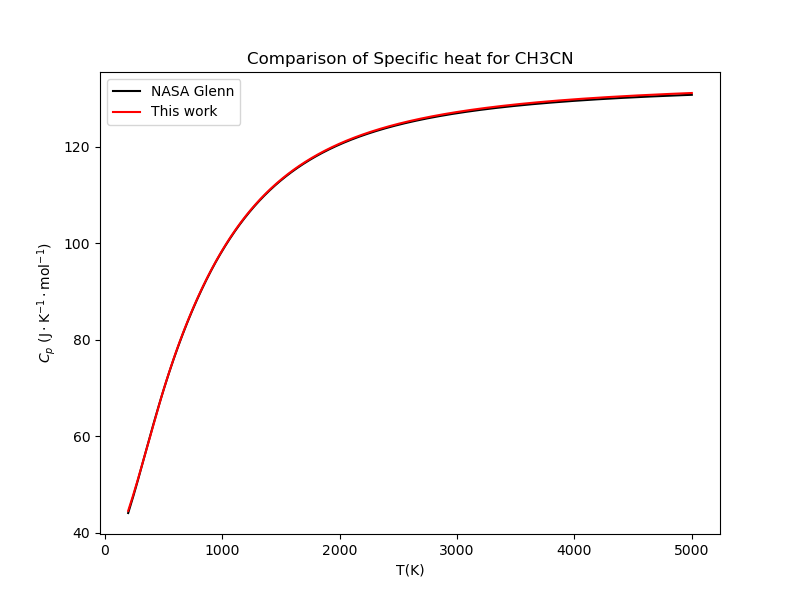 Comparison of Specific heat for CH3CN
NASA Glenn
This work
120
100
80
60
40
C_p (J · K⁻¹ · mol⁻¹)
0 1000 2000 3000 4000 5000
T(K)